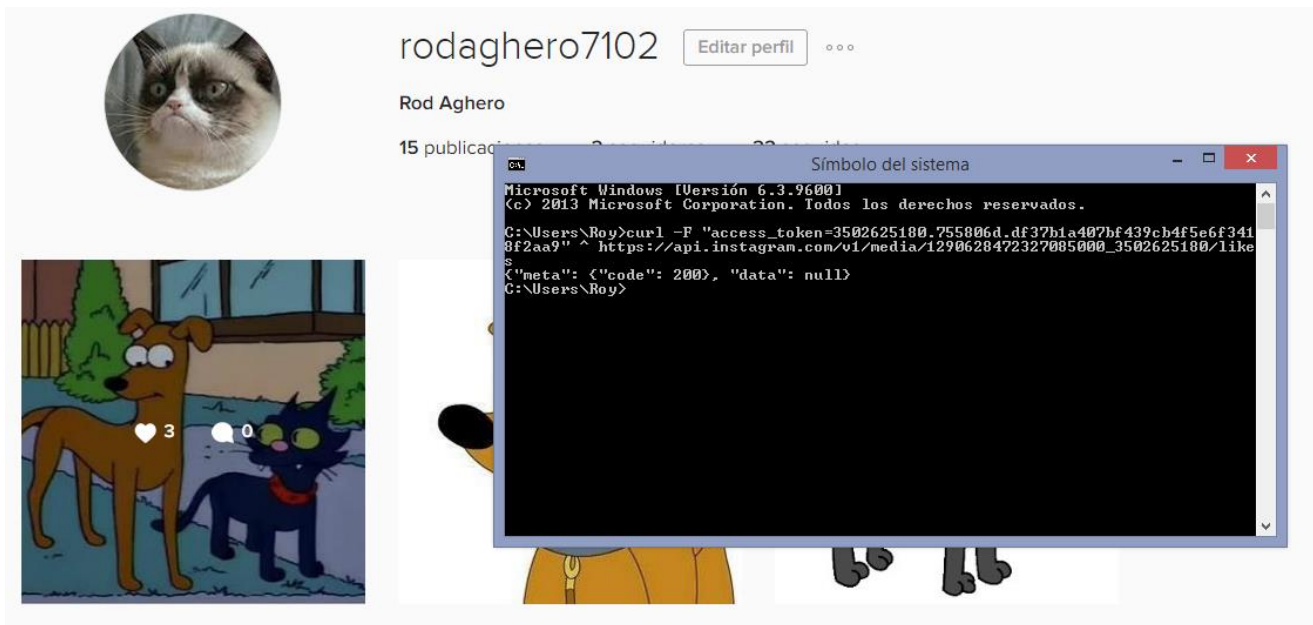 rodaghero7102 Editar perfil
Rod Aghero
15
Símbolo del sistema
Microsoft Windows [Versión 6.3.9600]
(c) 2013 Microsoft Corporation. Todos los derechos reservados.
C:\Users\Roy>curl -F "access_token=3502625180.755806d.df37b1a407bf439cb4f5e6f341
8f2aa9" ^ https://api.instagram.com/v1/media/1290628472327085000_3502625180/like
s
{"meta": {"code": 200}, "data": null}
C:\Users\Roy>
3 0